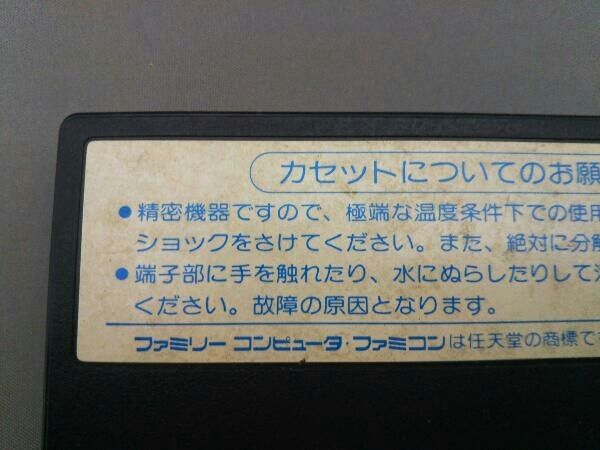 カセットについてのお願
●精密機器ですので、極端な温度条件下での使用
ショックをさけてください。また、絶対に分解
●端子部に手を触れたり、水にぬらしたりして
ください。故障の原因となります。
ファミリー コンピュータ・ファミコンは任天堂の商標で